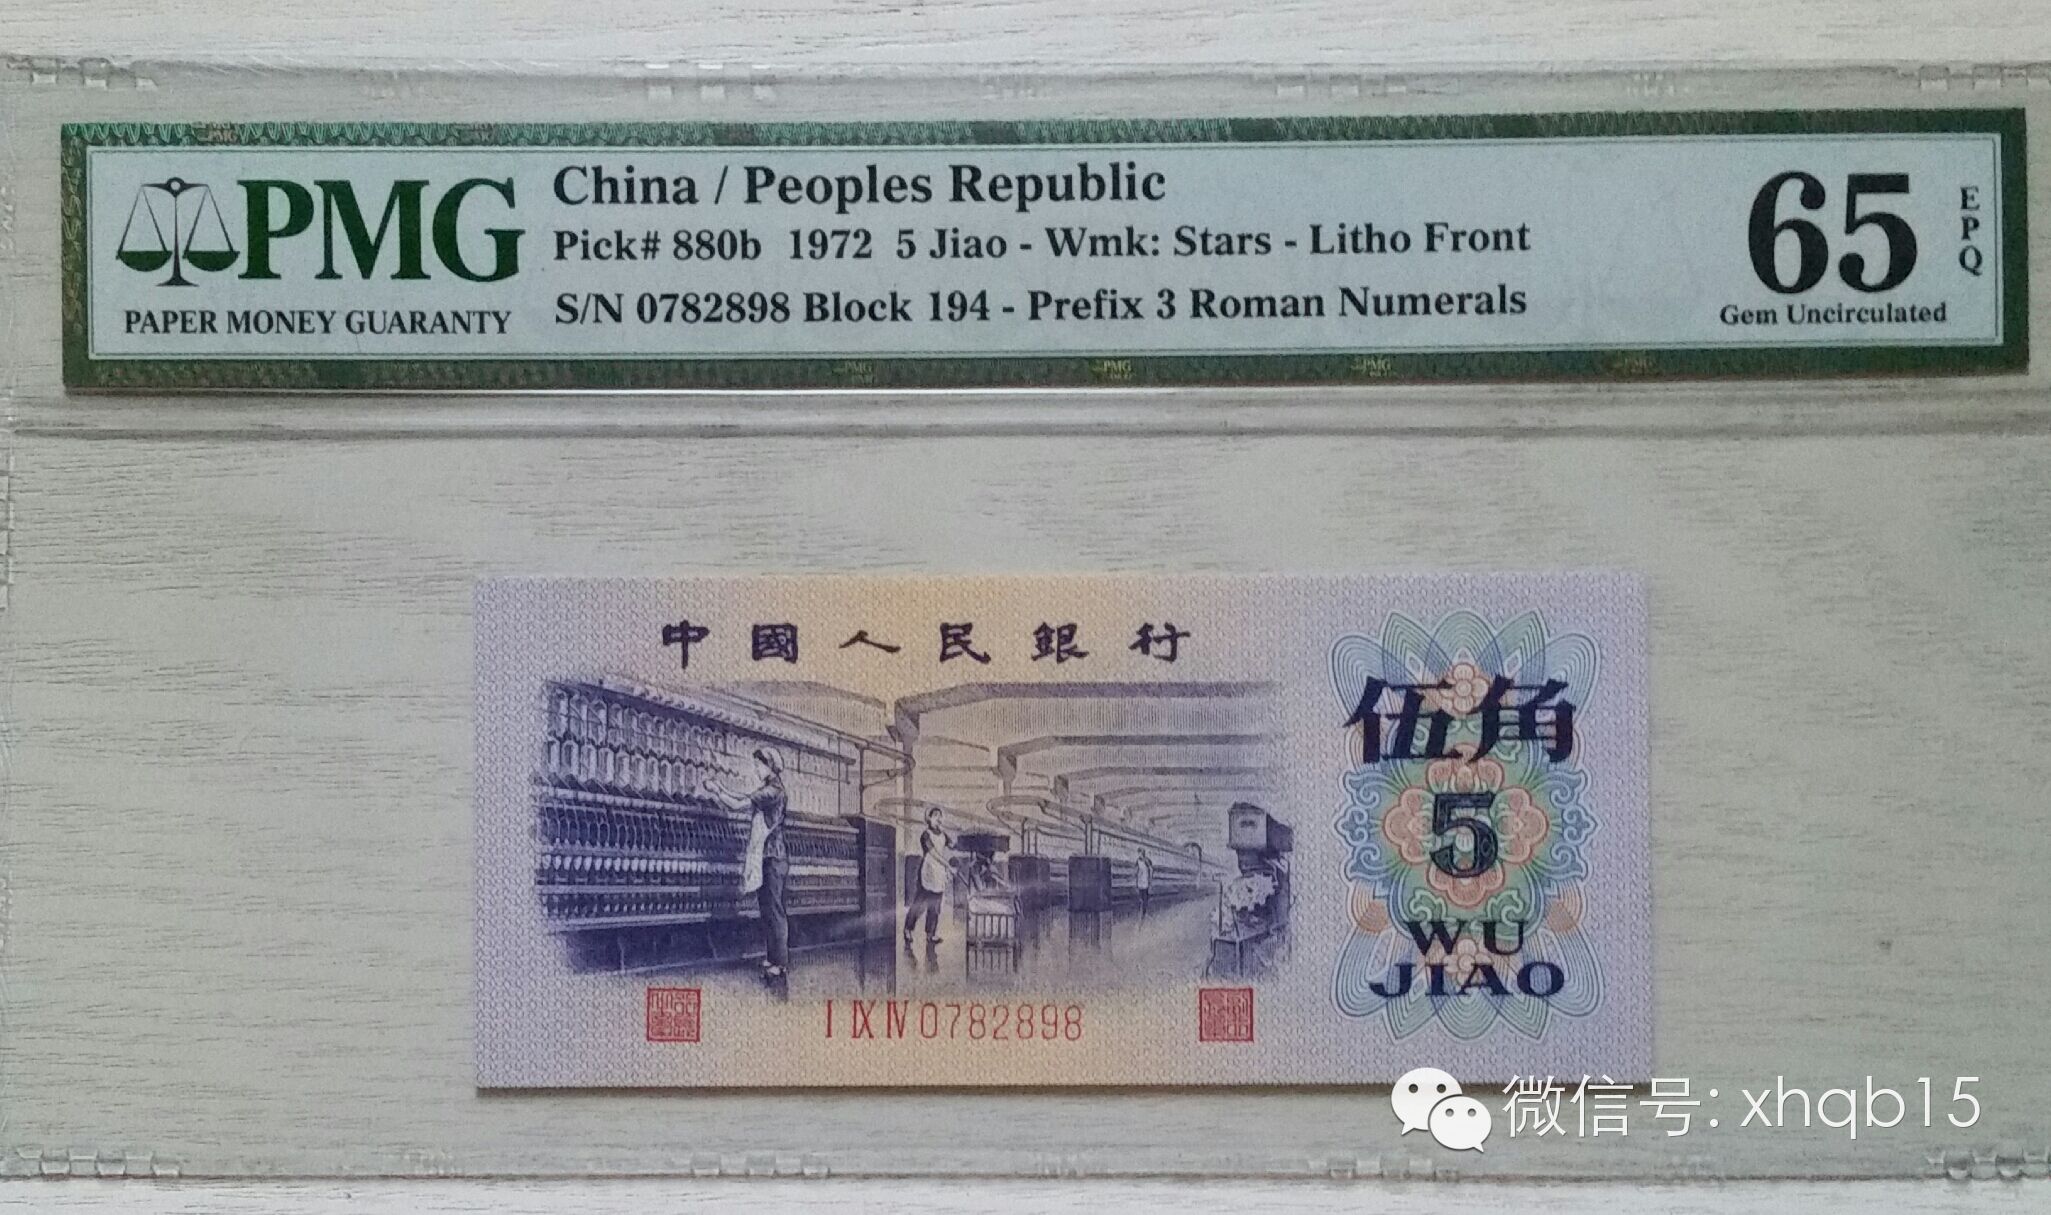 PMG
PAPER MONEY GUARANTY
China / Peoples Republic
Pick# 880b 1972 5 Jiao - Wmk: Stars - Litho Front
S/N 0782898 Block 194 - Prefix 3 Roman Numerals
65
EPQ
Gem Uncirculated
中國人民銀行
伍角
5
WU
JIAO
I IX IV 0782898
微信号: xhqb15